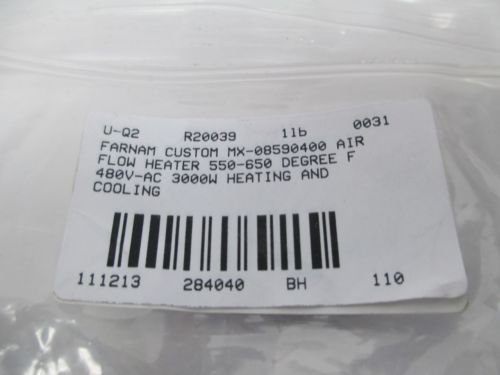 U-Q2 R20039 1lb 0031
FARNAM CUSTOM MX-08590400 AIR
FLOW HEATER 550-650 DEGREE F
480V-AC 3000W HEATING AND
COOLING
111213 284040 BH 110